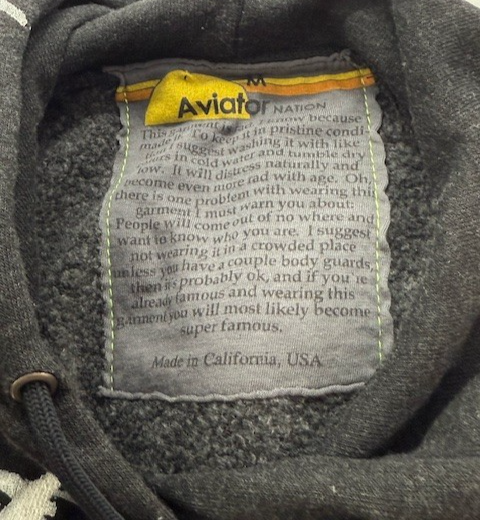 M
Aviator NATION
This garment is rad. I know because
made it. To keep it in pristine condi
suggest washing it with like
colors in cold water and tumble dry
low. It will distress naturally and
become even more rad with age. Oh,
there is one problem with wearing this
garment I must warn you about:
People will come out of no where and
want to know who you are. I suggest
not wearing it in a crowded place
unless you have a couple body guards,
then its probably ok, and if you're
already famous and wearing this
garment you will most likely become
super famous.
Made in California, USA